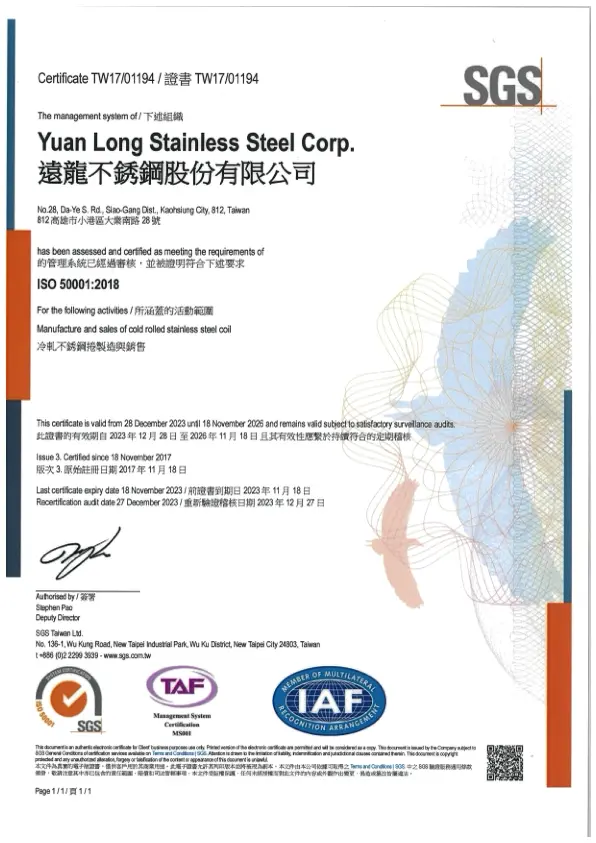 SGS
Certificate TW17/01194 / 證書 TW17/01194
The management system of / 下述組織
Yuan Long Stainless Steel Corp.
遠龍不銹鋼股份有限公司
No.28, Da-Ye S. Rd., Siao-Gang Dist., Kaohsiung City, 812, Taiwan
812 高雄市小港區大業南路 28 號
has been assessed and certified as meeting the requirements of
的管理系統已經過審核，並被證明符合下述要求
ISO 50001:2018
For the following activities / 所涵蓋的活動範圍
Manufacture and sales of cold rolled stainless steel coil
冷軋不銹鋼捲製造與銷售
This certificate is valid from 28 December 2023 until 18 November 2026 and remains valid subject to satisfactory surveillance audits.
此證書的有效期自 2023 年 12 月 28 日 至 2026 年 11 月 18 日 且其有效性應繫於持續符合的定期稽核
Issue 3. Certified since 18 November 2017
版次 3. 原始註冊日期 2017 年 11 月 18 日
Last certificate expiry date 18 November 2023 / 前證書到期日 2023 年 11 月 18 日
Recertification audit date 27 December 2023 / 重新驗證稽核日期 2023 年 12 月 27 日
Authorised by / 簽署
Stephen Pao
Deputy Director
SGS Taiwan Ltd.
No. 136-1, Wu Kung Road, New Taipei Industrial Park, Wu Ku District, New Taipei City 24803, Taiwan
t +886 (0)2 2299 3939 - www.sgs.com.tw
SYSTEM CERTIFICATION
ISO 50001
SGS
TAF
Management System
Certification
MS001
MEMBER OF MULTILATERAL
IAF
RECOGNITION ARRANGEMENT
This document is an authentic electronic certificate for Client' business purposes use only. Printed version of the electronic certificate are permitted and will be considered as a copy. This document is issued by the Company subject to
SGS General Conditions of certification services available on Terms and Conditions | SGS. Attention is drawn to the limitation of liability, indemnification and jurisdictional clauses contained therein. This document is copyright
protected and any unauthorized alteration, forgery or falsification of the content or appearance of this document is unlawful.
Page 1 / 1 / 頁 1 / 1